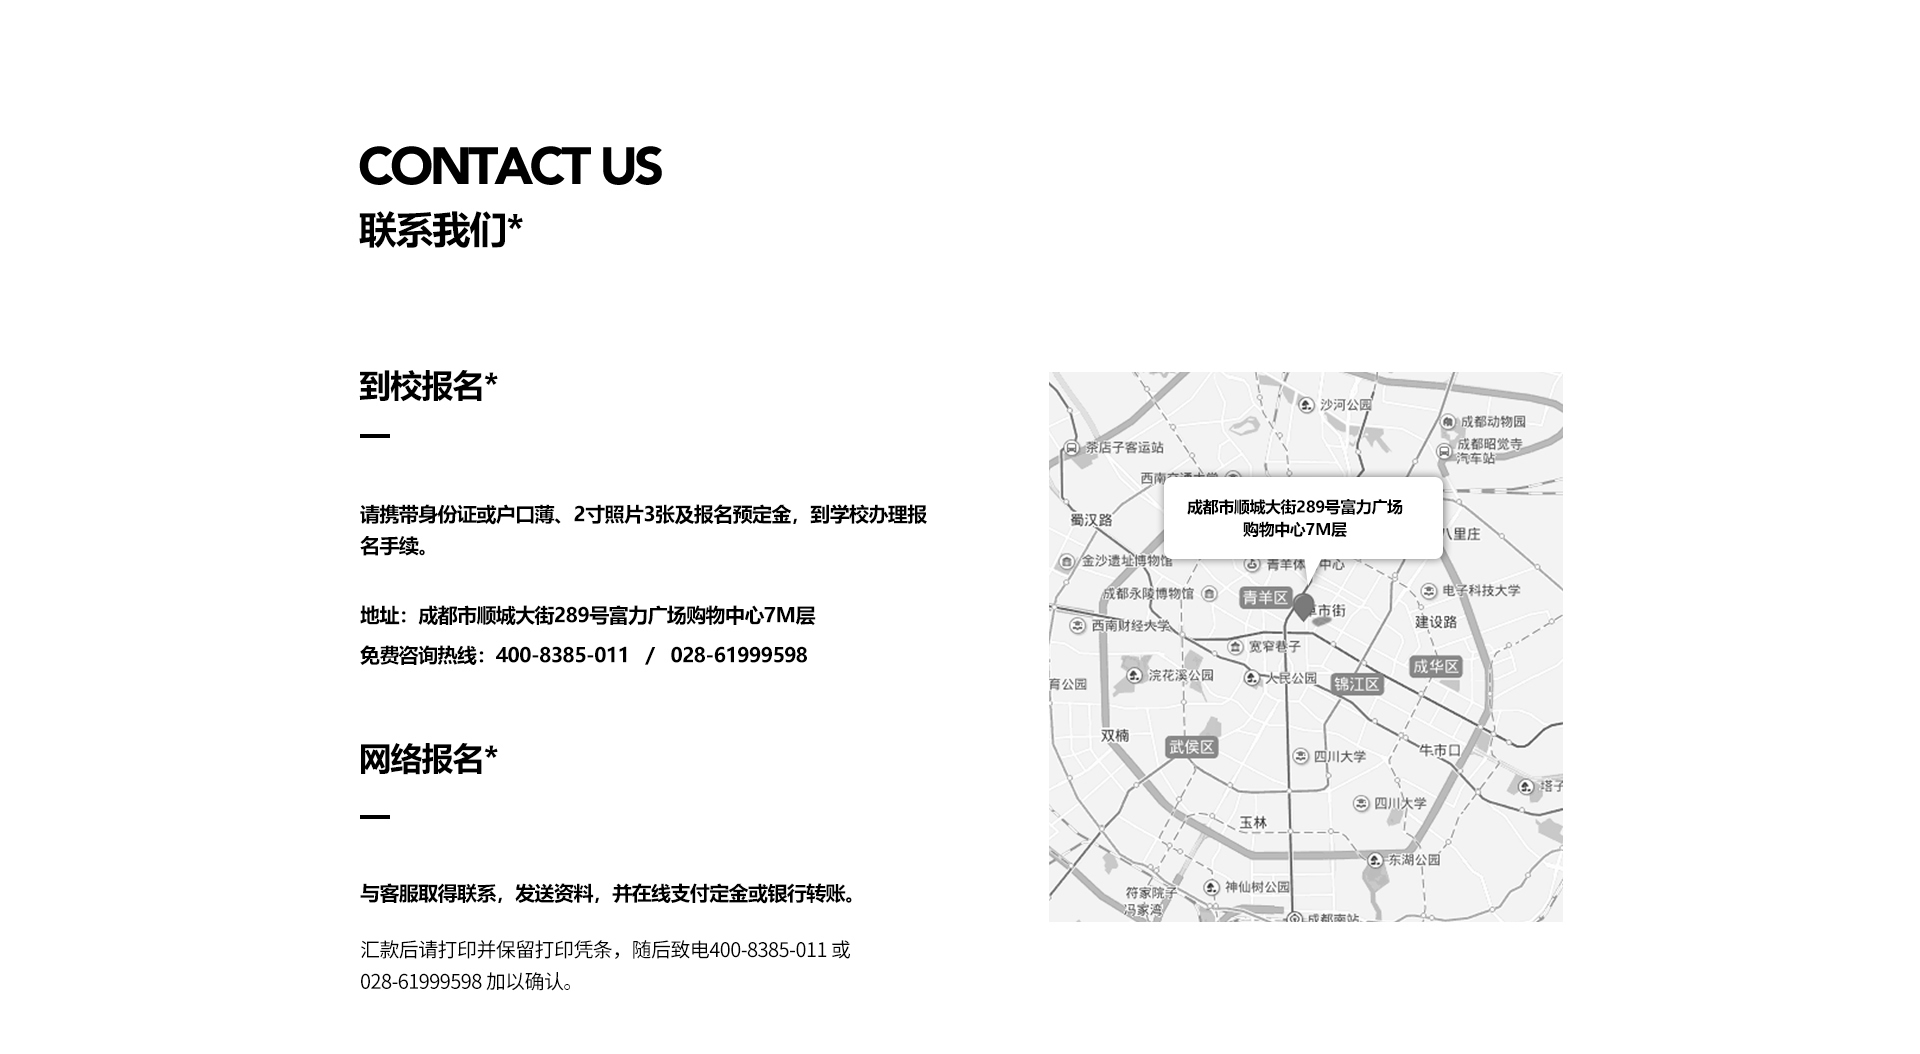 CONTACT US
联系我们*
到校报名*
请携带身份证或户口薄、2寸照片3张及报名预定金，到学校办理报
名手续。
地址：成都市顺城大街289号富力广场购物中心7M层
免费咨询热线：400-8385-011 / 028-61999598
网络报名*
与客服取得联系，发送资料，并在线支付定金或银行转账。
汇款后请打印并保留打印凭条，随后致电400-8385-011 或
028-61999598 加以确认。
沙河公园
成都动物园
成都昭觉寺
汽车站
茶店子客运站
西南交通大学
成都市顺城大街289号富力广场
购物中心7M层
蜀汉路
八里庄
金沙遗址博物馆
青羊体
中心
成都永陵博物馆
青羊区
市街
电子科技大学
西南财经大学
建设路
宽窄巷子
成华区
浣花溪公园
人民公园
锦江区
育公园
双楠
武侯区
四川大学
牛市口
塔子
四川大学
玉林
东湖公园
神仙树公园
符家院子
冯家湾
成都南站